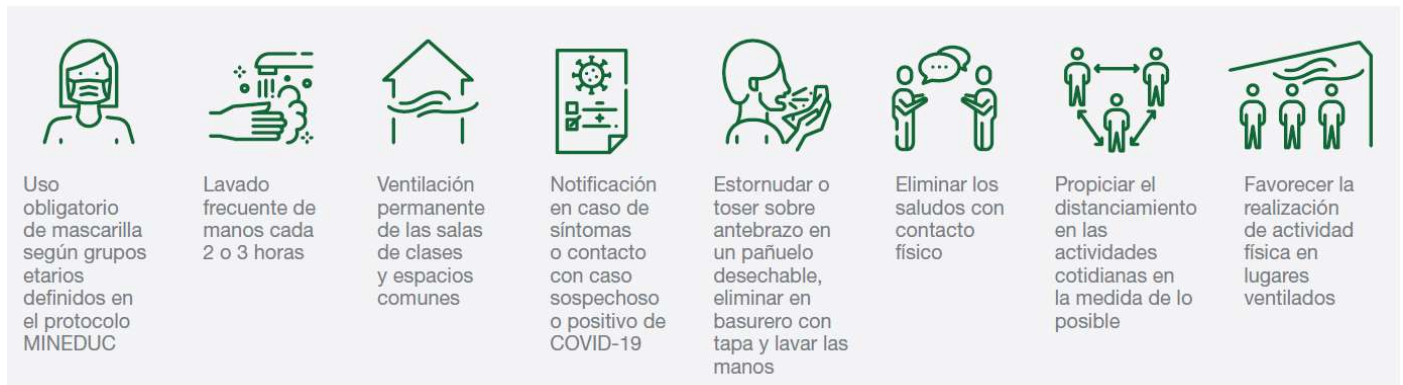 Uso
obligatorio
de mascarilla
según grupos
etarios
definidos en
el protocolo
MINEDUC
Lavado
frecuente de
manos cada
2 o 3 horas
Ventilación
permanente
de las salas
de clases
y espacios
comunes
Notificación
en caso de
síntomas
o contacto
con caso
sospechoso
o positivo de
COVID-19
Estornudar o
toser sobre
antebrazo en
un pañuelo
desechable,
eliminar en
basurero con
tapa y lavar las
manos
Eliminar los
saludos con
contacto
físico
Propiciar el
distanciamiento
en las
actividades
cotidianas en
la medida de lo
posible
Favorecer la
realización
de actividad
física en
lugares
ventilados